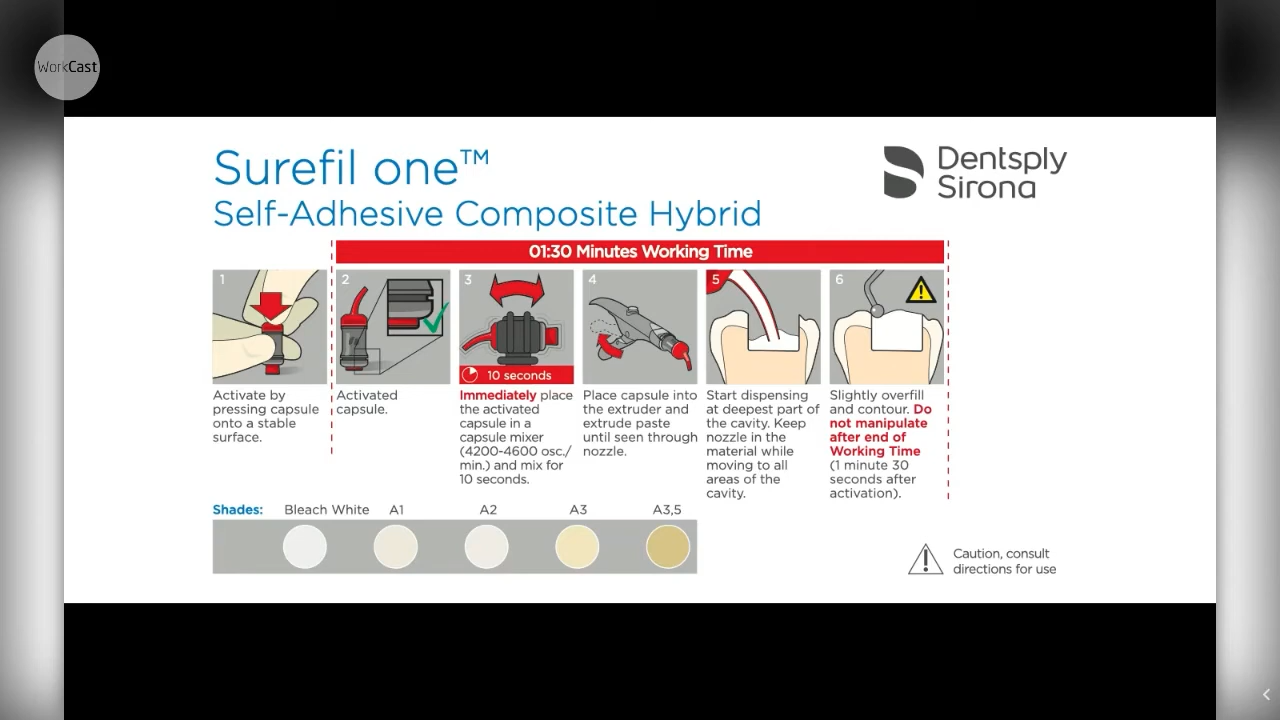 WorkCast
Surefil one™
Self-Adhesive Composite Hybrid
Dentsply
Sirona
01:30 Minutes Working Time
1
Activate by
pressing capsule
onto a stable
surface.
2
Activated
capsule.
3
10 seconds
Immediately place
the activated
capsule in a
capsule mixer
(4200-4600 osc./
min.) and mix for
10 seconds.
4
Place capsule into
the extruder and
extrude paste
until seen through
nozzle.
5
Start dispensing
at deepest part of
the cavity. Keep
nozzle in the
material while
moving to all
areas of the
cavity.
6
Slightly overfill
and contour. Do
not manipulate
after end of
Working Time
(1 minute 30
seconds after
activation).
Shades: Bleach White A1 A2 A3 A3,5
Caution, consult
directions for use